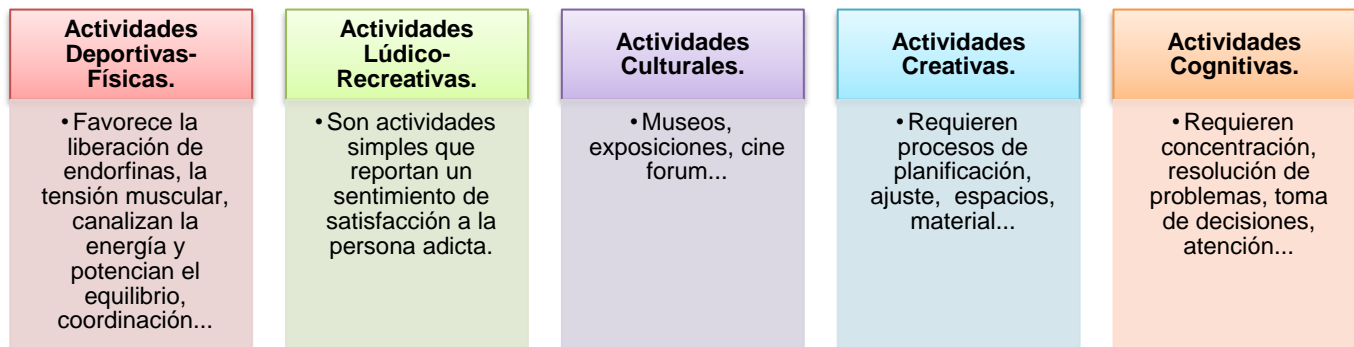 Actividades
Deportivas-
Físicas.
• Favorece la
liberación de
endorfinas, la
tensión muscular,
canalizan la
energía y
potencian el
equilibrio,
coordinación...
Actividades
Lúdico-
Recreativas.
• Son actividades
simples que
reportan un
sentimiento de
satisfacción a la
persona adicta.
Actividades
Culturales.
• Museos,
exposiciones, cine
forum...
Actividades
Creativas.
• Requieren
procesos de
planificación,
ajuste, espacios,
material...
Actividades
Cognitivas.
• Requieren
concentración,
resolución de
problemas, toma
de decisiones,
atención...